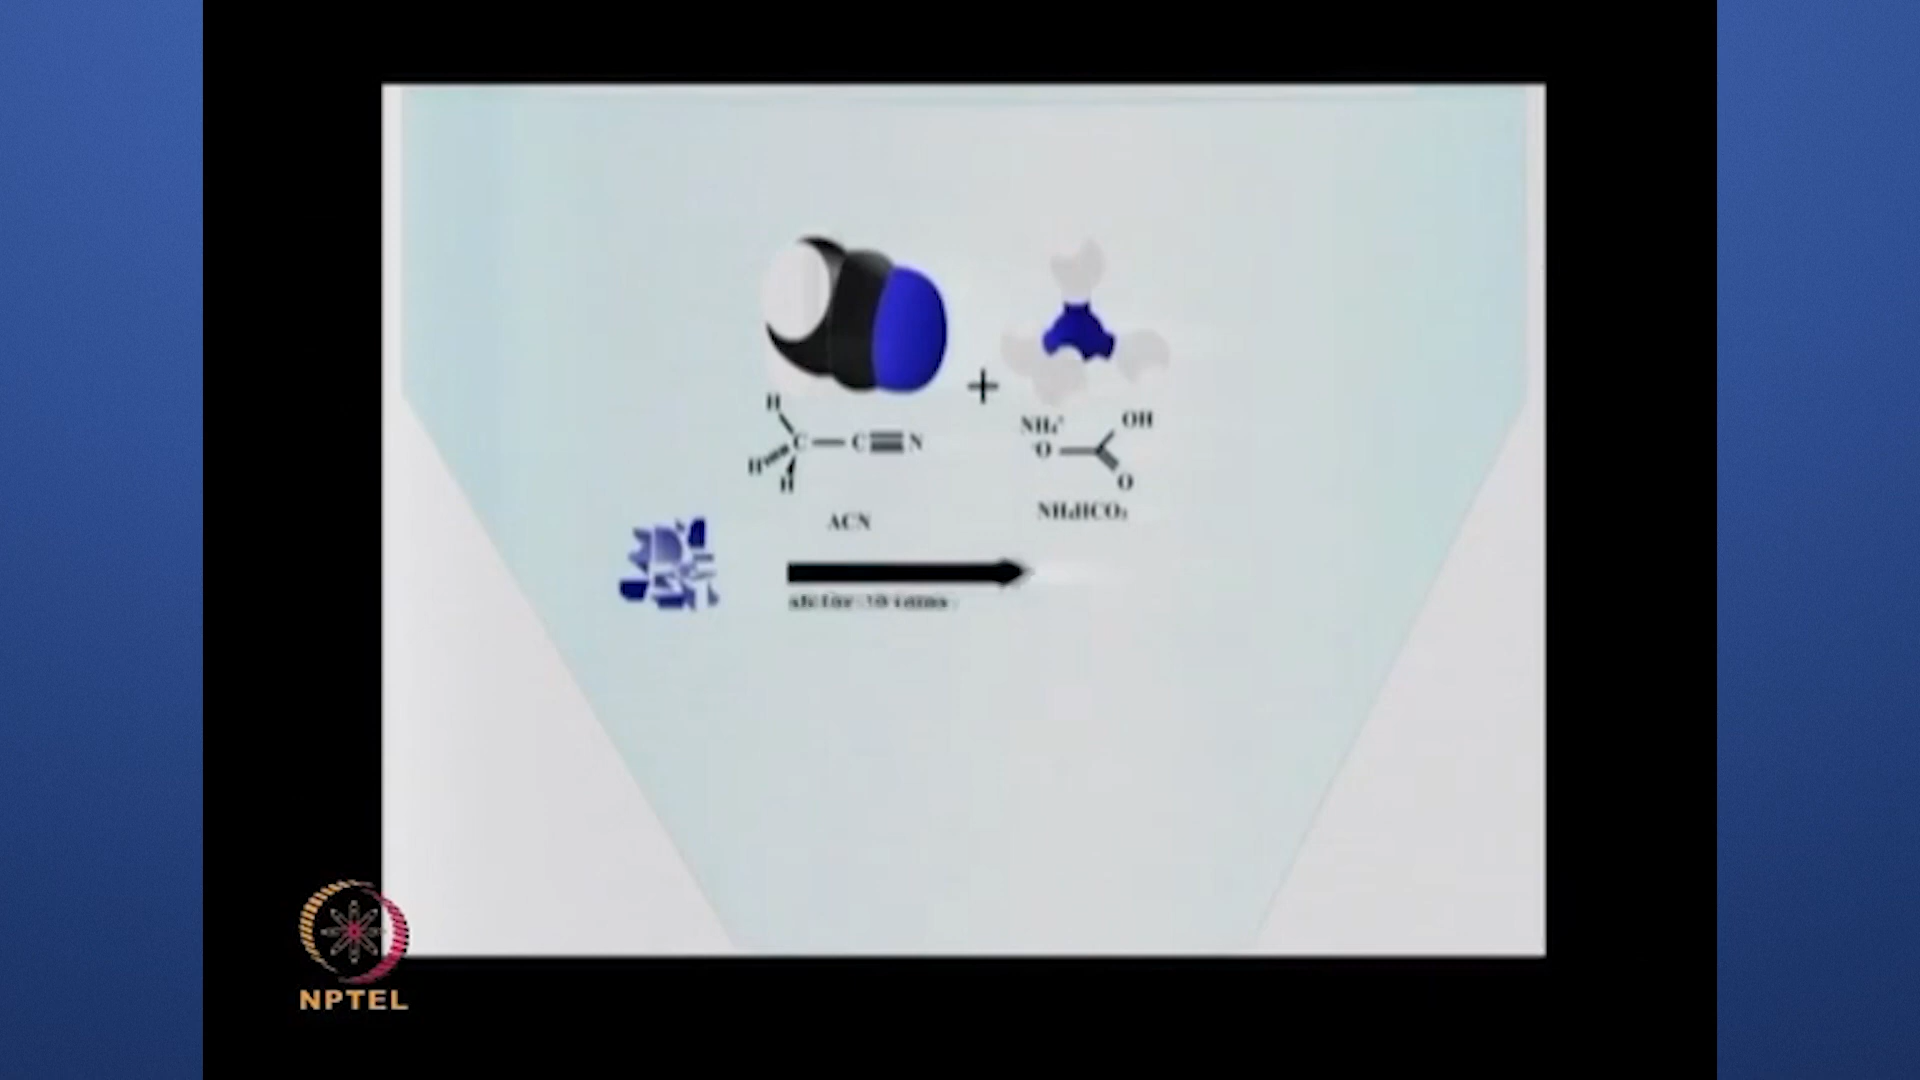 +
H
C — C ≡ N
H
H
NH₄⁺
OH
⁻O
O
ACN
NH₄HCO₃
NPTEL